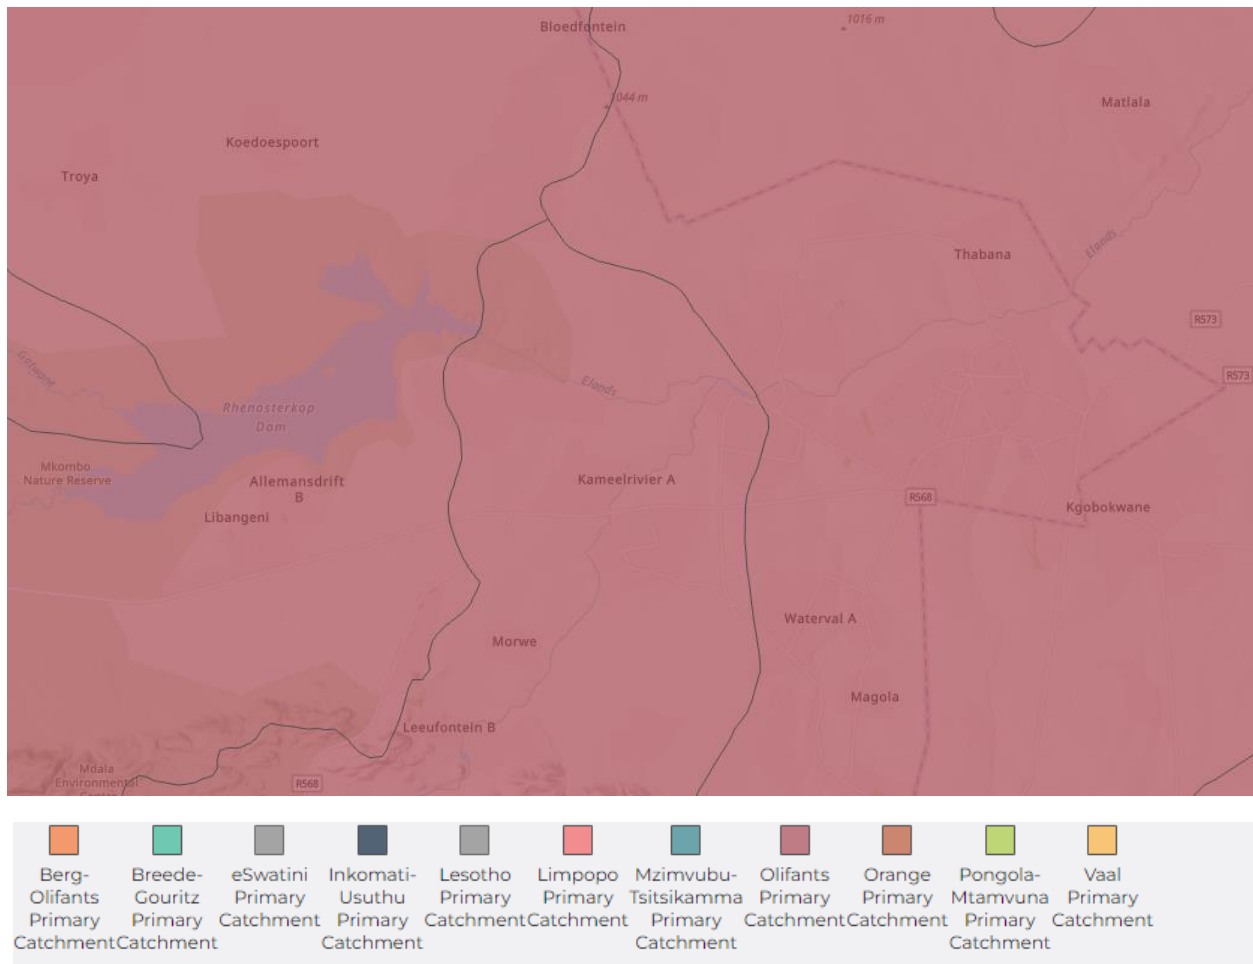 Bloedfontein
1016 m
1044 m
Matlala
Koedoespoort
Troya
Thabana
Elands
R573
Gotwane
Elands
R573
Rhenosterkop
Dam
Mkombo
Nature Reserve
Allemansdrift
B
Kameelrivier A
R568
Kgobokwane
Libangeni
Waterval A
Morwe
Magola
Leeufontein B
Mdala
Environmental
Centre
R568
Berg-
Olifants
Primary
Catchment
Breede-
Gouritz
Primary
Catchment
eSwatini
Primary
Catchment
Inkomati-
Usuthu
Primary
Catchment
Lesotho
Primary
Catchment
Limpopo
Primary
Catchment
Mzimvubu-
Tsitsikamma
Primary
Catchment
Olifants
Primary
Catchment
Orange
Primary
Catchment
Pongola-
Mtamvuna
Primary
Catchment
Vaal
Primary
Catchment